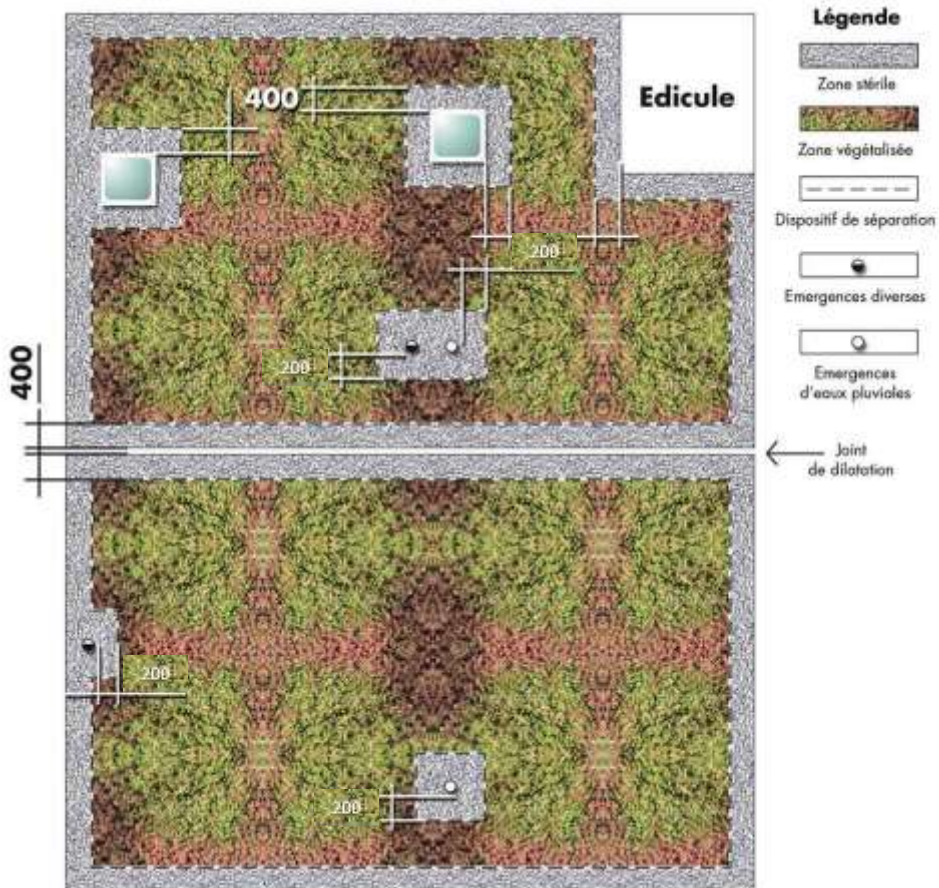 Légende
Zone stérile
Zone végétalisée
Dispositif de séparation
Emergences diverses
Emergences
d'eaux pluviales
Joint
de dilatation
Edicule
400
200
200
400
200
200